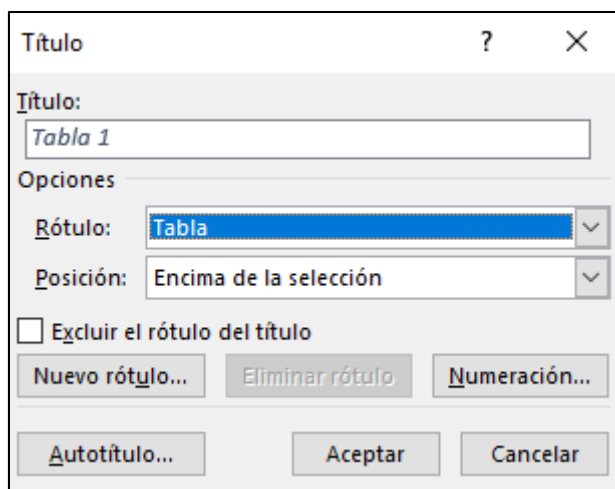 Título ?
Título:
Tabla 1
Opciones
Rótulo: Tabla
Posición: Encima de la selección
Excluir el rótulo del título
Nuevo rótulo... Eliminar rótulo Numeración...
Autotítulo... Aceptar Cancelar